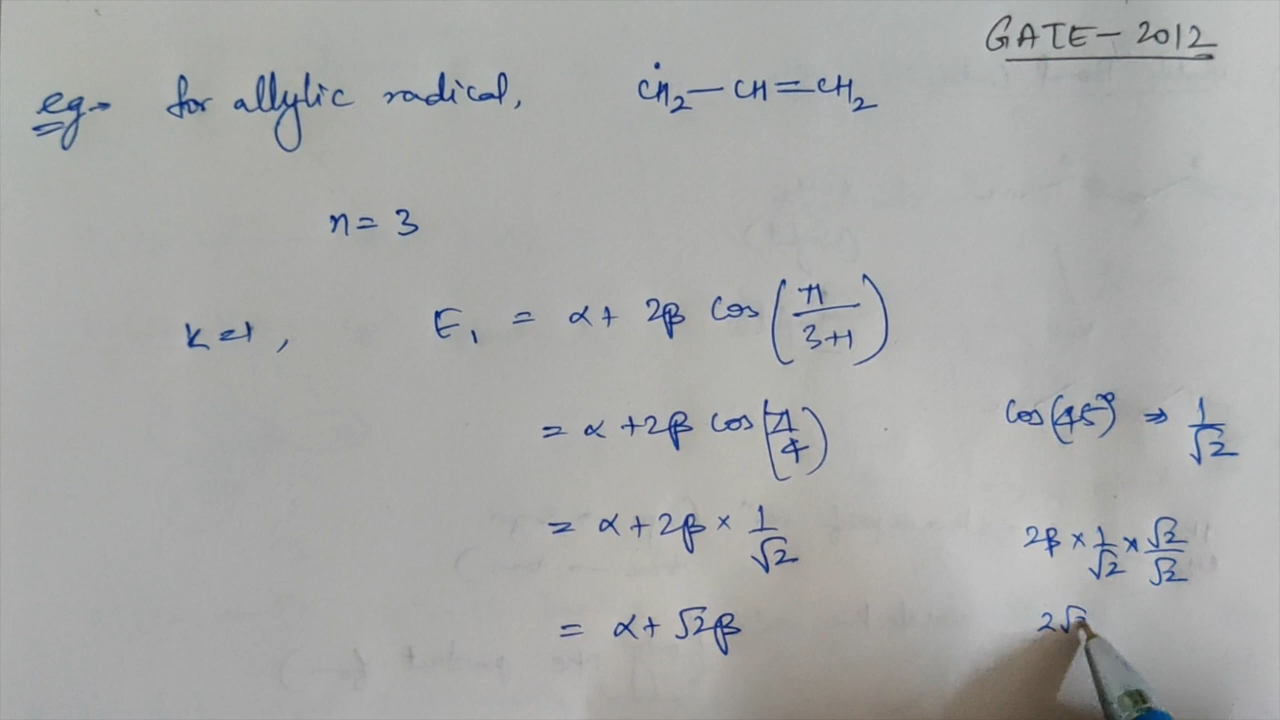 GATE-2012
eg→ for allylic radical, ĊH₂-CH=CH₂
n=3
k=1, E₁ = α+ 2β cos(π/3+1)
= α+2β cos(π/4) cos(45°) ⇒ 1/√2
= α+2β × 1/√2 2β × 1/√2 × √2/√2
= α+ √2β 2√